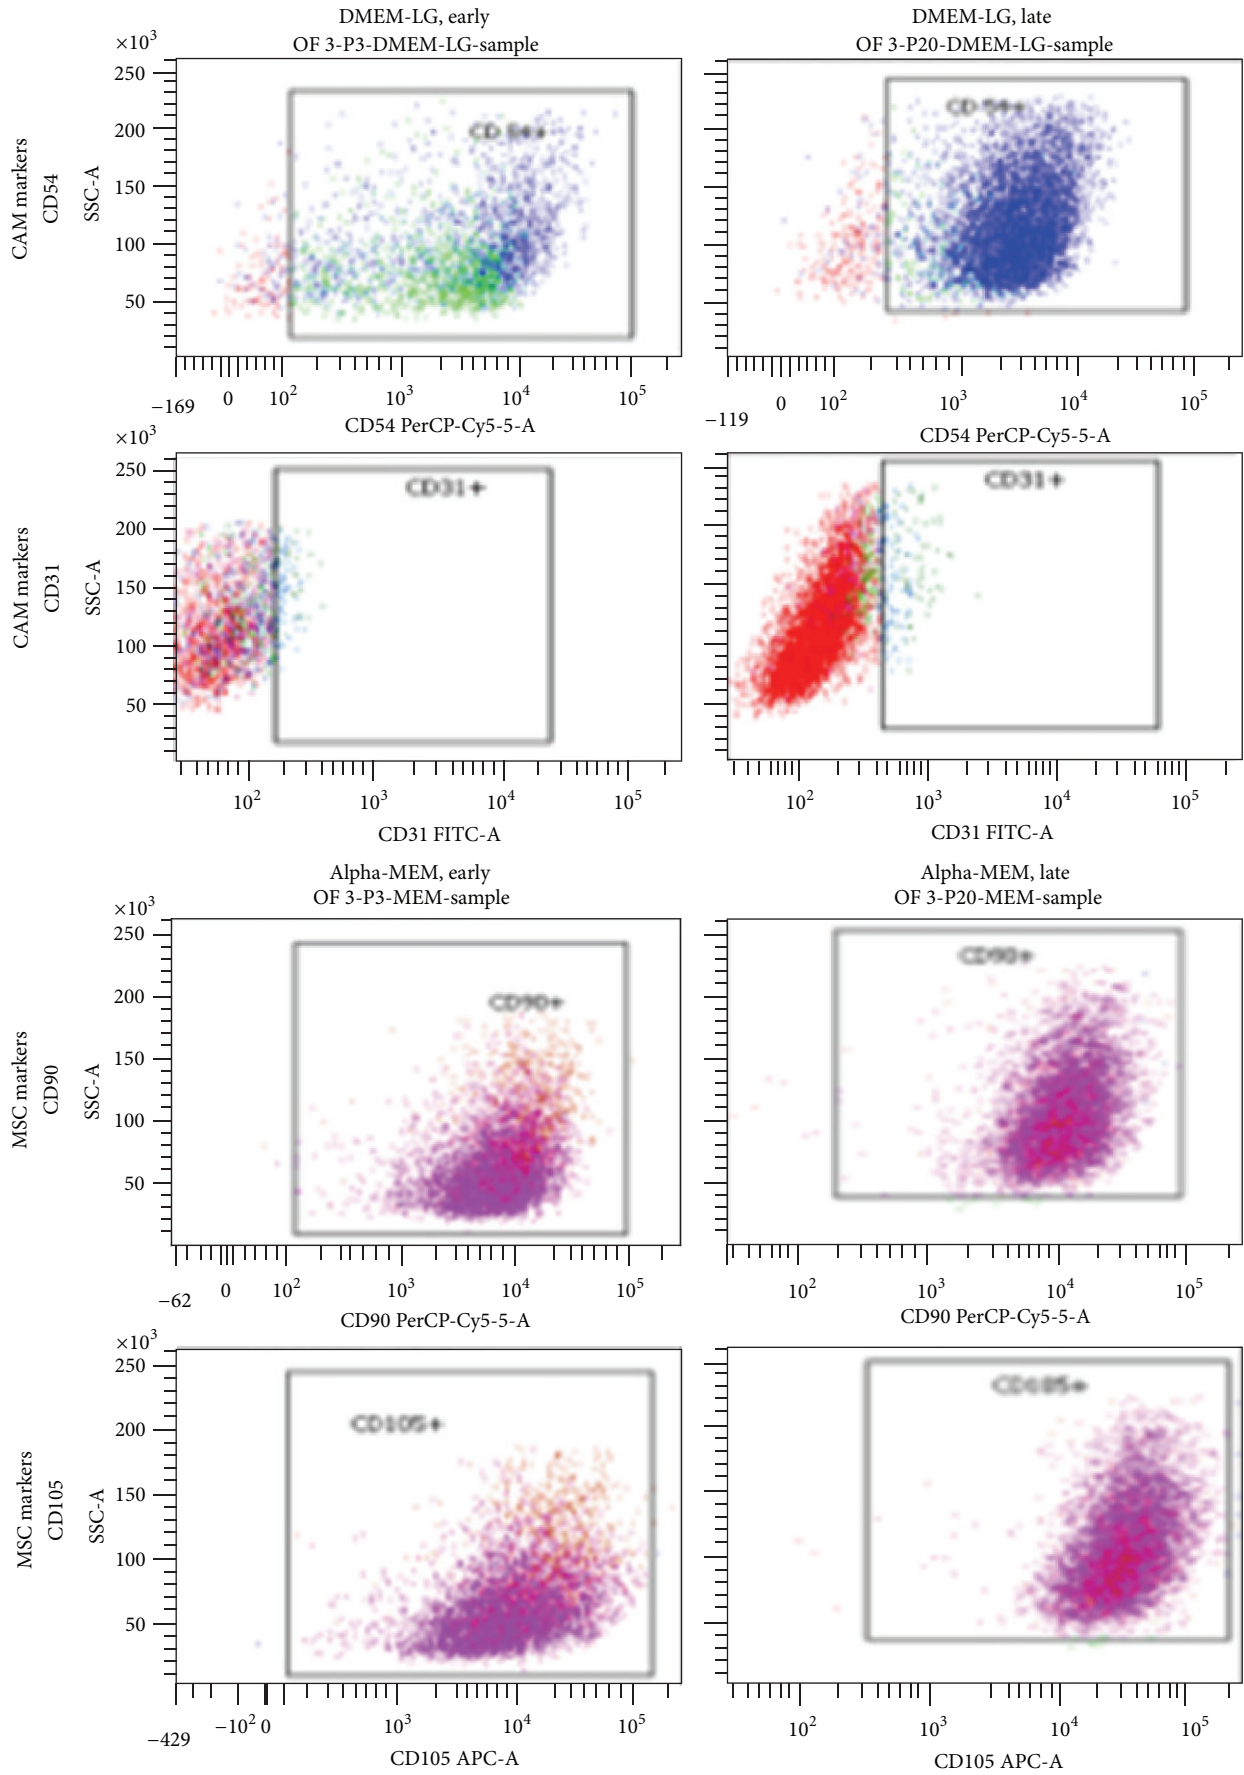 DMEM-LG, early
OF 3-P3-DMEM-LG-sample
DMEM-LG, late
OF 3-P20-DMEM-LG-sample
×10³
250
200
150
100
50
CAM markers
CD54
SSC-A
CD54+
CD54+
−169 0 10² 10³ 10⁴ 10⁵
CD54 PerCP-Cy5-5-A
−119 0 10² 10³ 10⁴ 10⁵
CD54 PerCP-Cy5-5-A
×10³
250
200
150
100
50
CAM markers
CD31
SSC-A
CD31+
CD31+
10² 10³ 10⁴ 10⁵
CD31 FITC-A
10² 10³ 10⁴ 10⁵
CD31 FITC-A
Alpha-MEM, early
OF 3-P3-MEM-sample
Alpha-MEM, late
OF 3-P20-MEM-sample
×10³
250
200
150
100
50
MSC markers
CD90
SSC-A
CD90+
CD90+
−62 0 10² 10³ 10⁴ 10⁵
CD90 PerCP-Cy5-5-A
10² 10³ 10⁴ 10⁵
CD90 PerCP-Cy5-5-A
×10³
250
200
150
100
50
MSC markers
CD105
SSC-A
CD105+
CD105+
−429 −10² 0 10³ 10⁴ 10⁵
CD105 APC-A
10² 10³ 10⁴ 10⁵
CD105 APC-A